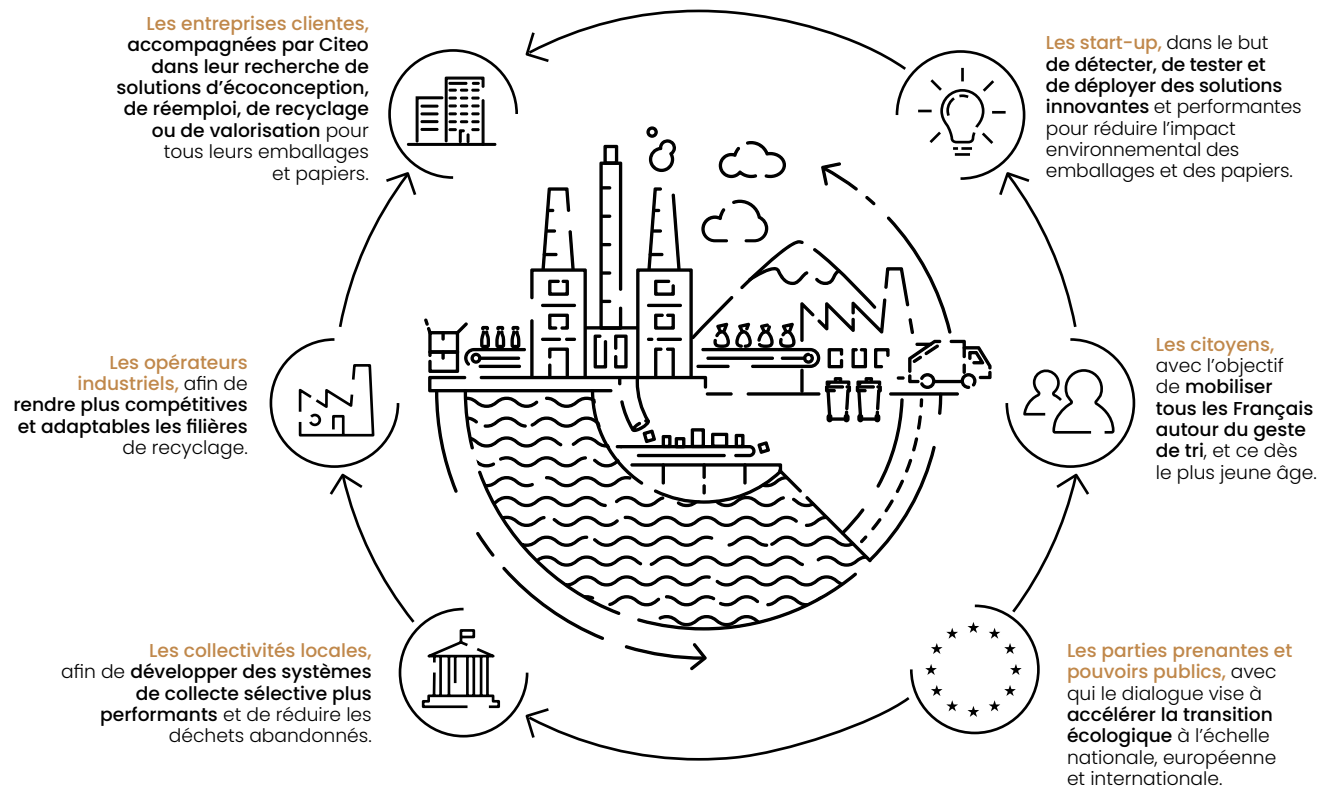 Les entreprises clientes,
accompagnées par Citeo
dans leur recherche de
solutions d’écoconception,
de réemploi, de recyclage
ou de valorisation pour
tous leurs emballages
et papiers.
Les start-up, dans le but
de détecter, de tester et
de déployer des solutions
innovantes et performantes
pour réduire l’impact
environnemental des
emballages et des papiers.
Les opérateurs
industriels, afin de
rendre plus compétitives
et adaptables les filières
de recyclage.
Les citoyens,
avec l’objectif
de mobiliser
tous les Français
autour du geste
de tri, et ce dès
le plus jeune âge.
Les collectivités locales,
afin de développer des systèmes
de collecte sélective plus
performants et de réduire les
déchets abandonnés.
Les parties prenantes et
pouvoirs publics, avec
qui le dialogue vise à
accélérer la transition
écologique à l’échelle
nationale, européenne
et internationale.